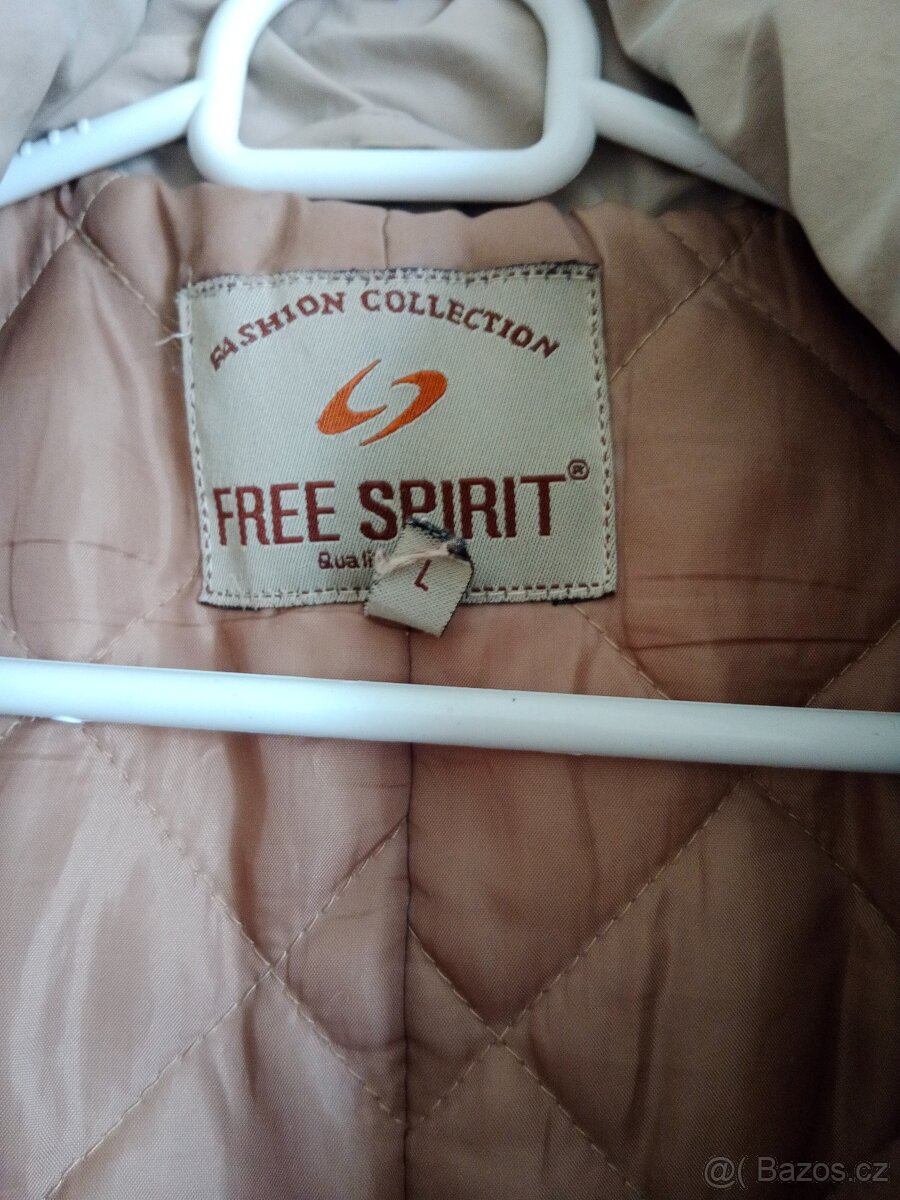 FASHION COLLECTION
FREE SPIRIT®
L
@( Bazos.cz